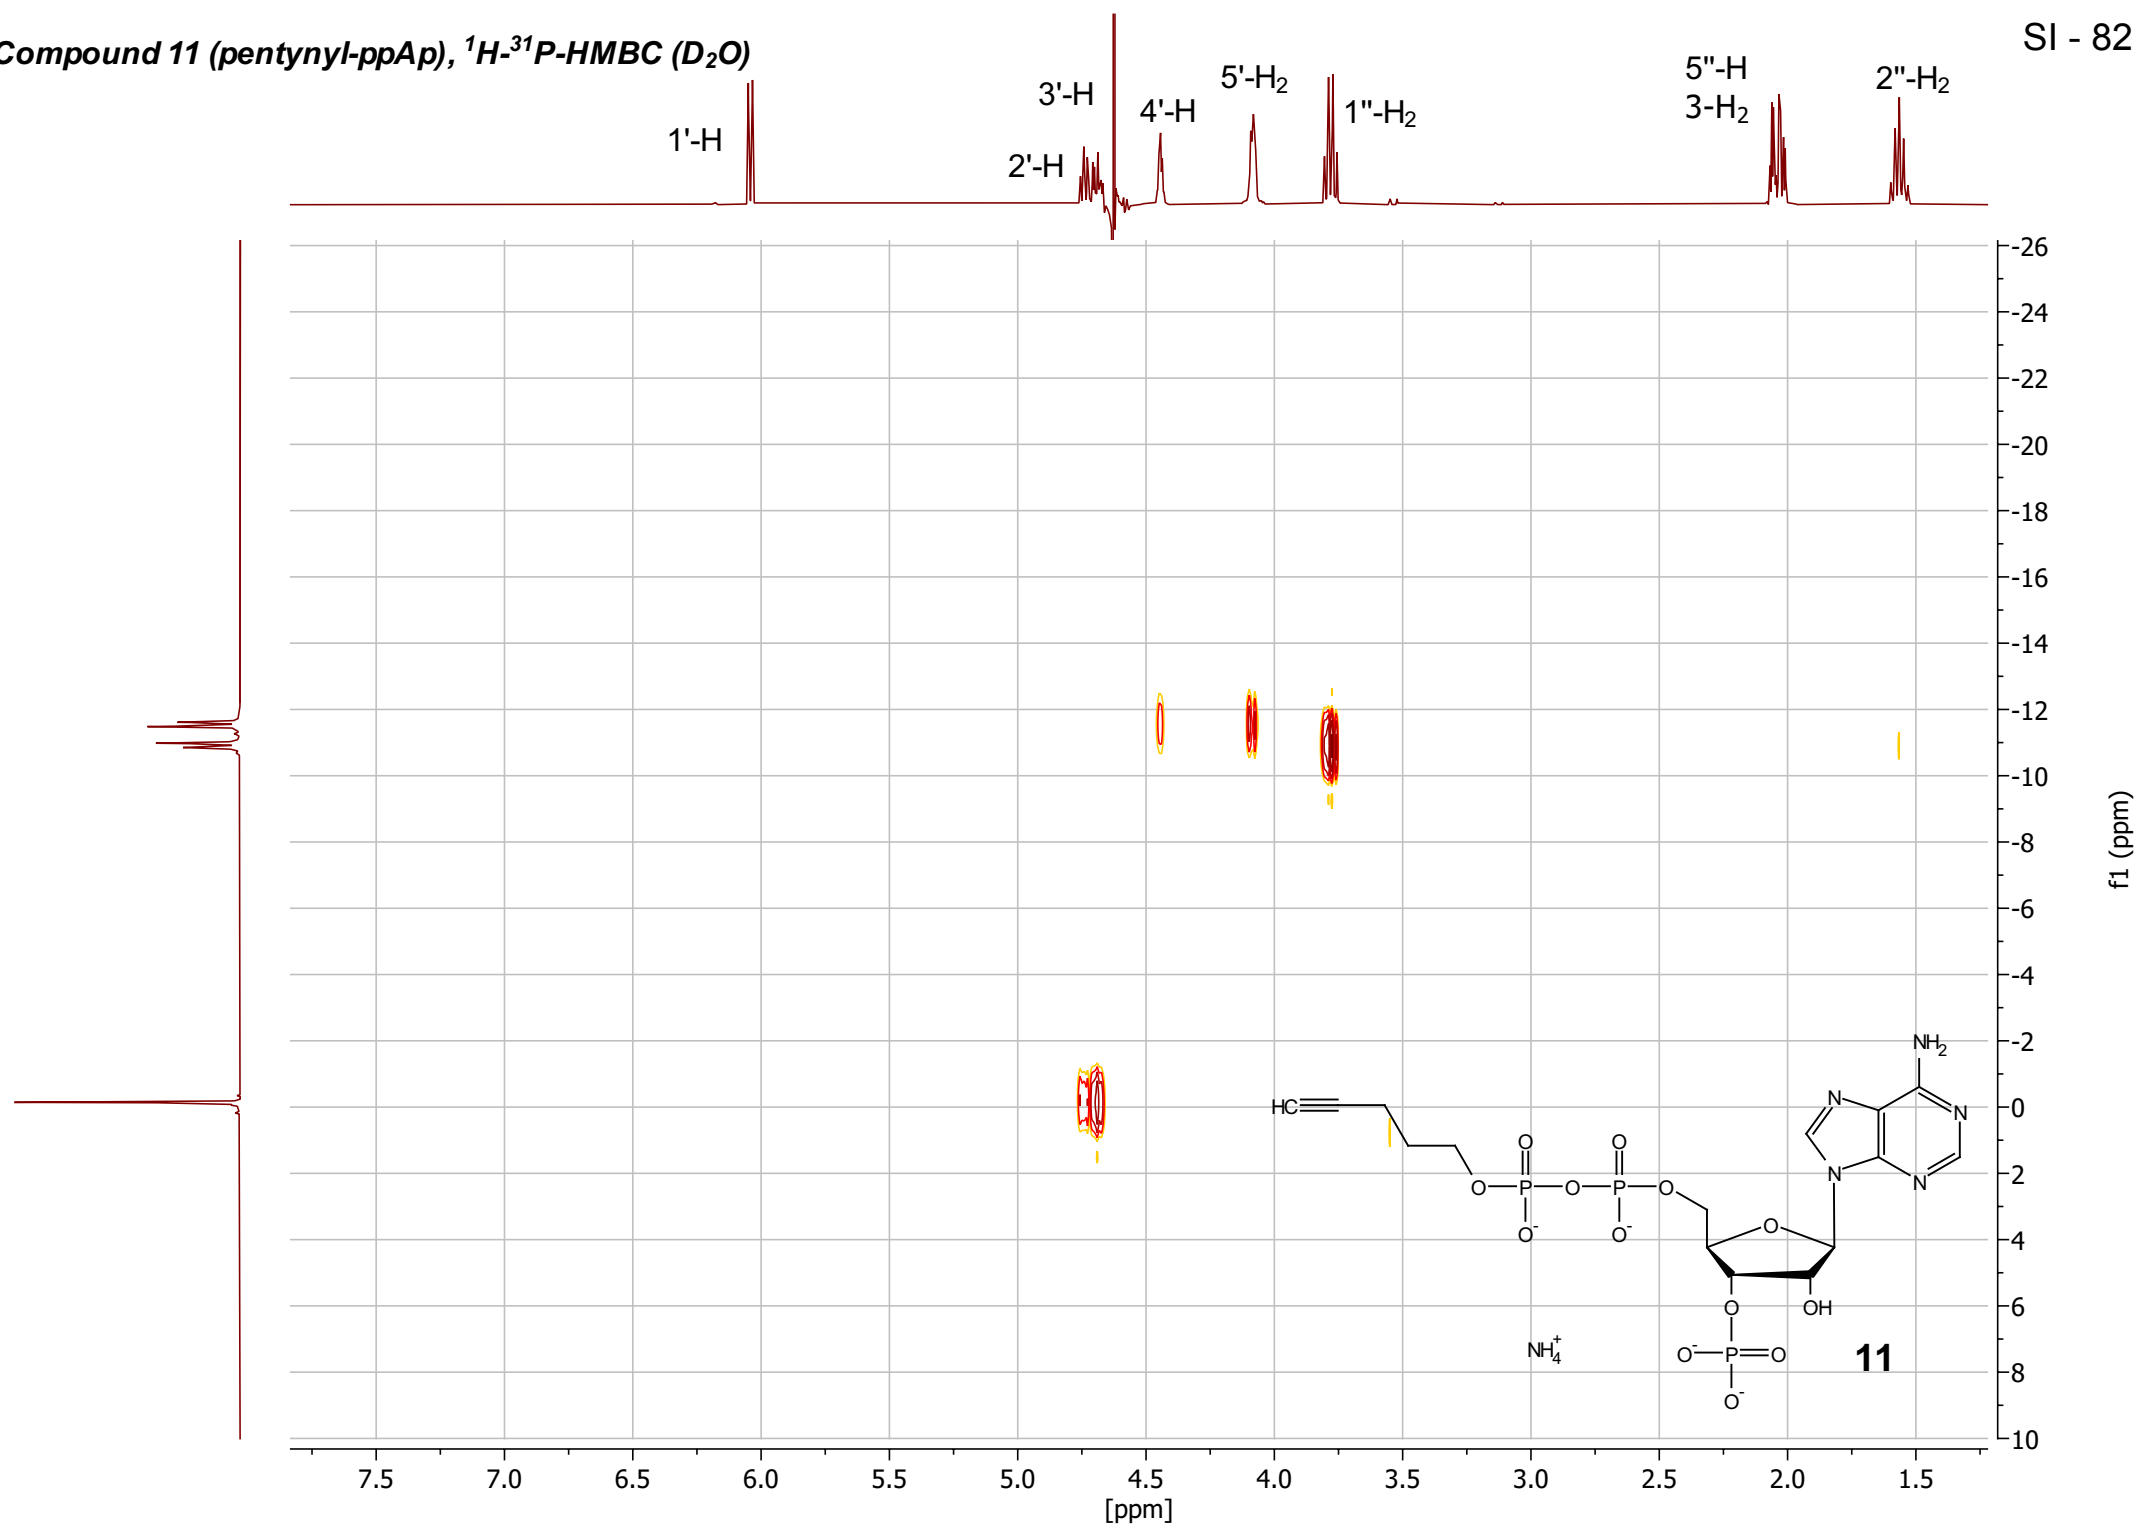 SI - 82
Compound 11 (pentynyl-ppAp), ¹H-³¹P-HMBC (D₂O)
1'-H
2'-H
3'-H
4'-H
5'-H₂
1''-H₂
5''-H
3-H₂
2''-H₂
-26
-24
-22
-20
-18
-16
-14
-12
-10
-8
-6
-4
-2
0
2
4
6
8
10
f1 (ppm)
NH₂
N
N
N
N
HC
O
O
O
P
O
P
O
O⁻
O⁻
O
O
OH
NH₄⁺
O⁻
P
O
O⁻
11
7.5
7.0
6.5
6.0
5.5
5.0
4.5
4.0
3.5
3.0
2.5
2.0
1.5
[ppm]